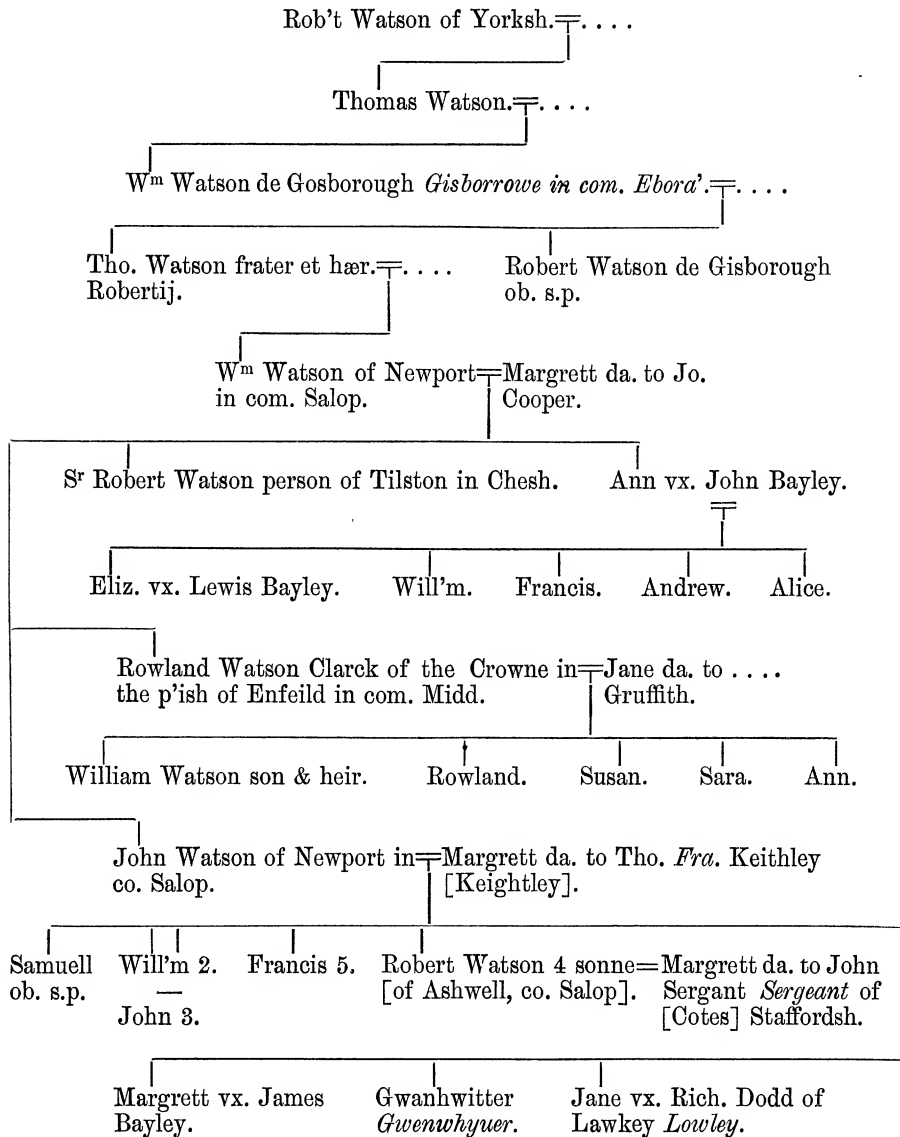 Rob't Watson of Yorksh.=. . . .
Thomas Watson.=. . . .
Wm Watson de Gosborough Gisborrowe in com. Ebora'.=. . . .
Tho. Watson frater et hær.=. . . . Robert Watson de Gisborough
Robertij. ob. s.p.
Wm Watson of Newport=Margrett da. to Jo.
in com. Salop. Cooper.
Sr Robert Watson person of Tilston in Chesh. Ann vx. John Bayley.
=
Eliz. vx. Lewis Bayley. Will'm. Francis. Andrew. Alice.
Rowland Watson Clarck of the Crowne in=Jane da. to . . . .
the p'ish of Enfeild in com. Midd. Gruffith.
William Watson son & heir. Rowland. Susan. Sara. Ann.
John Watson of Newport in=Margrett da. to Tho. Fra. Keithley
co. Salop. [Keightley].
Samuell Will'm 2. Francis 5. Robert Watson 4 sonne=Margrett da. to John
ob. s.p. — [of Ashwell, co. Salop]. Sergant Sergeant of
John 3. [Cotes] Staffordsh.
Margrett vx. James Gwanhwitter Jane vx. Rich. Dodd of
Bayley. Gwenwhyuer. Lawkey Lowley.